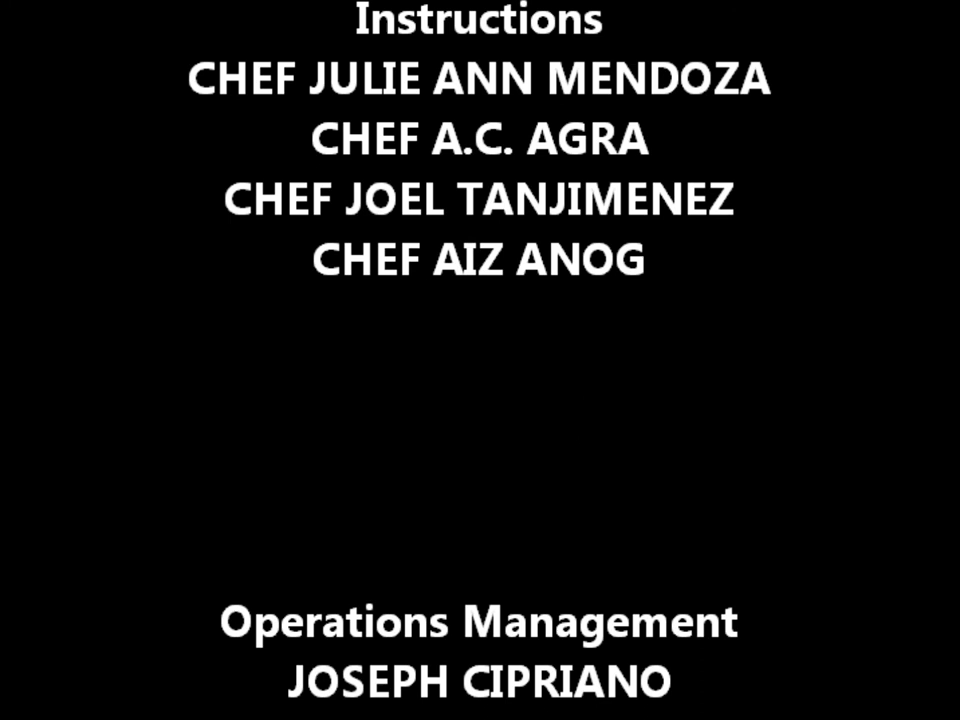 Instructions
CHEF JULIE ANN MENDOZA
CHEF A.C. AGRA
CHEF JOEL TANJIMENEZ
CHEF AIZ ANOG
Operations Management
JOSEPH CIPRIANO